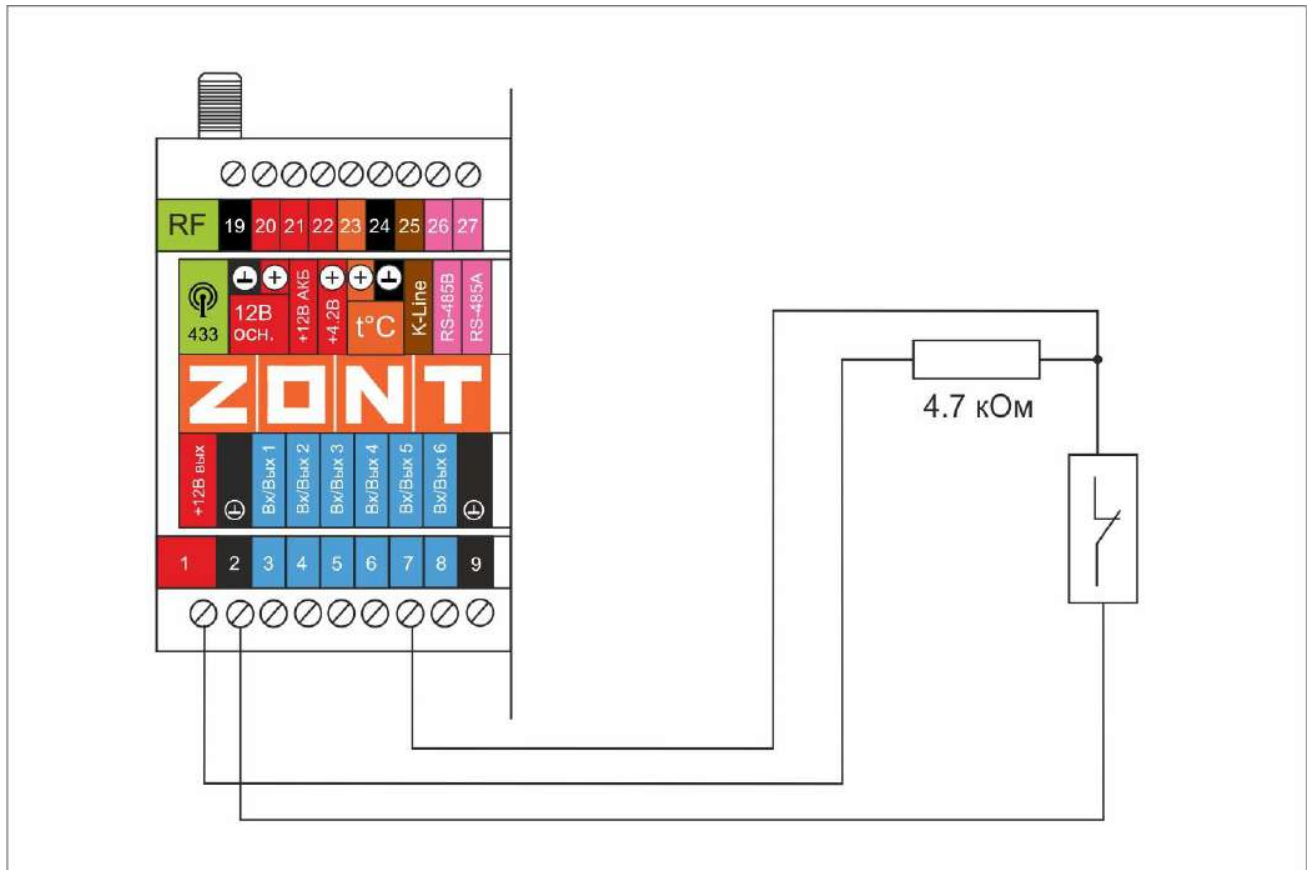 RF 19 20 21 22 23 24 25 26 27
433
12В
осн.
+12В АКБ
+4.2В
t°C
K-Line
RS-485B
RS-485A
ZONT
+12В вых
Вх/Вых 1
Вх/Вых 2
Вх/Вых 3
Вх/Вых 4
Вх/Вых 5
Вх/Вых 6
1 2 3 4 5 6 7 8 9
4.7 кОм